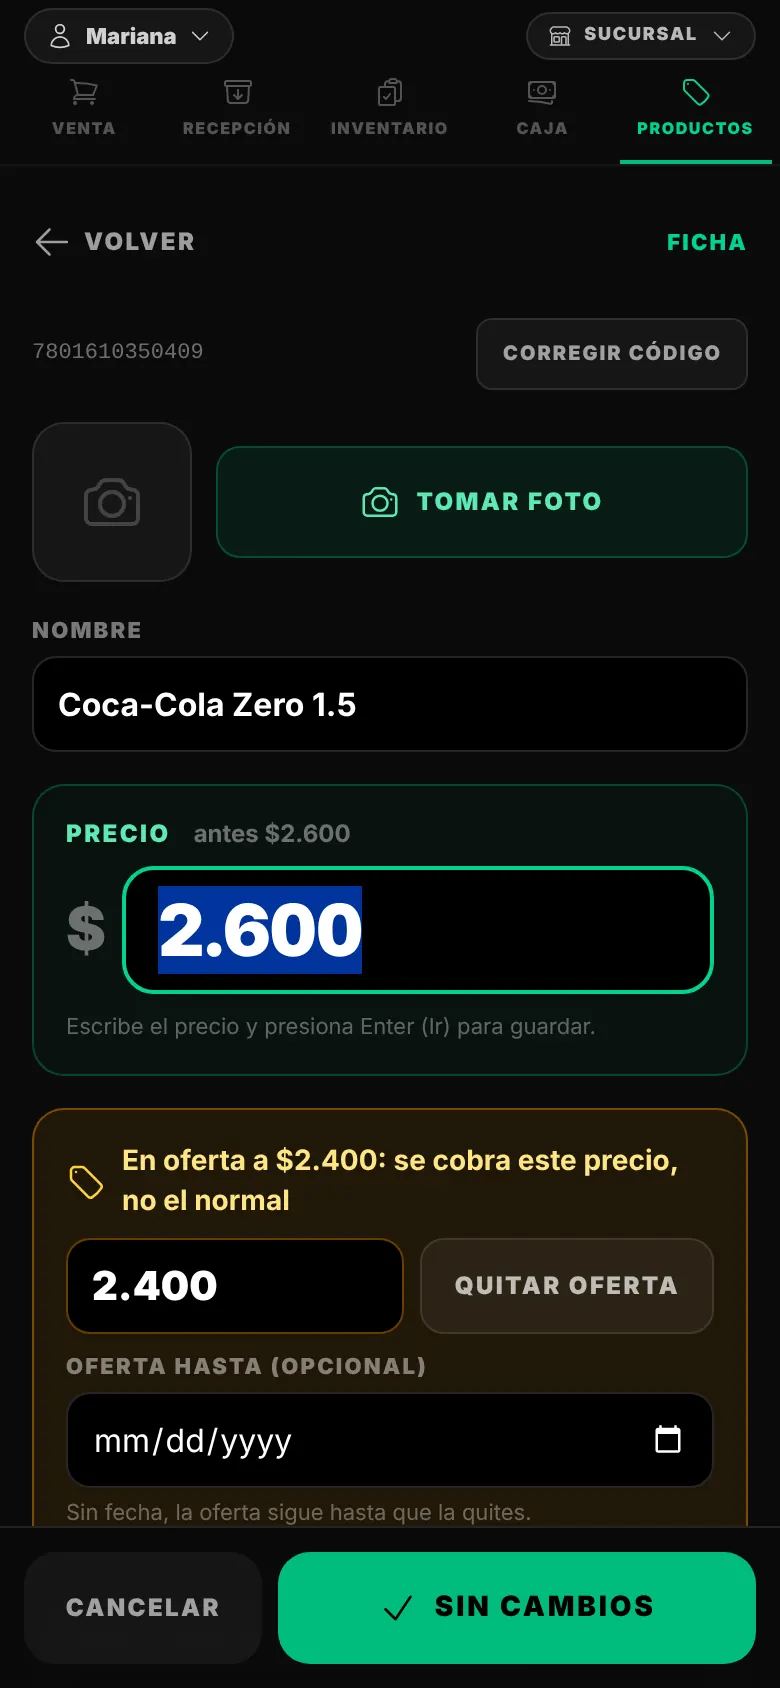 Mariana
SUCURSAL
VENTA
RECEPCIÓN
INVENTARIO
CAJA
PRODUCTOS
VOLVER
FICHA
7801610350409
CORREGIR CÓDIGO
TOMAR FOTO
NOMBRE
Coca-Cola Zero 1.5
PRECIO antes $2.600
$ 2.600
Escribe el precio y presiona Enter (Ir) para guardar.
En oferta a $2.400: se cobra este precio,
no el normal
2.400
QUITAR OFERTA
OFERTA HASTA (OPCIONAL)
mm/dd/yyyy
Sin fecha, la oferta sigue hasta que la quites.
CANCELAR
SIN CAMBIOS